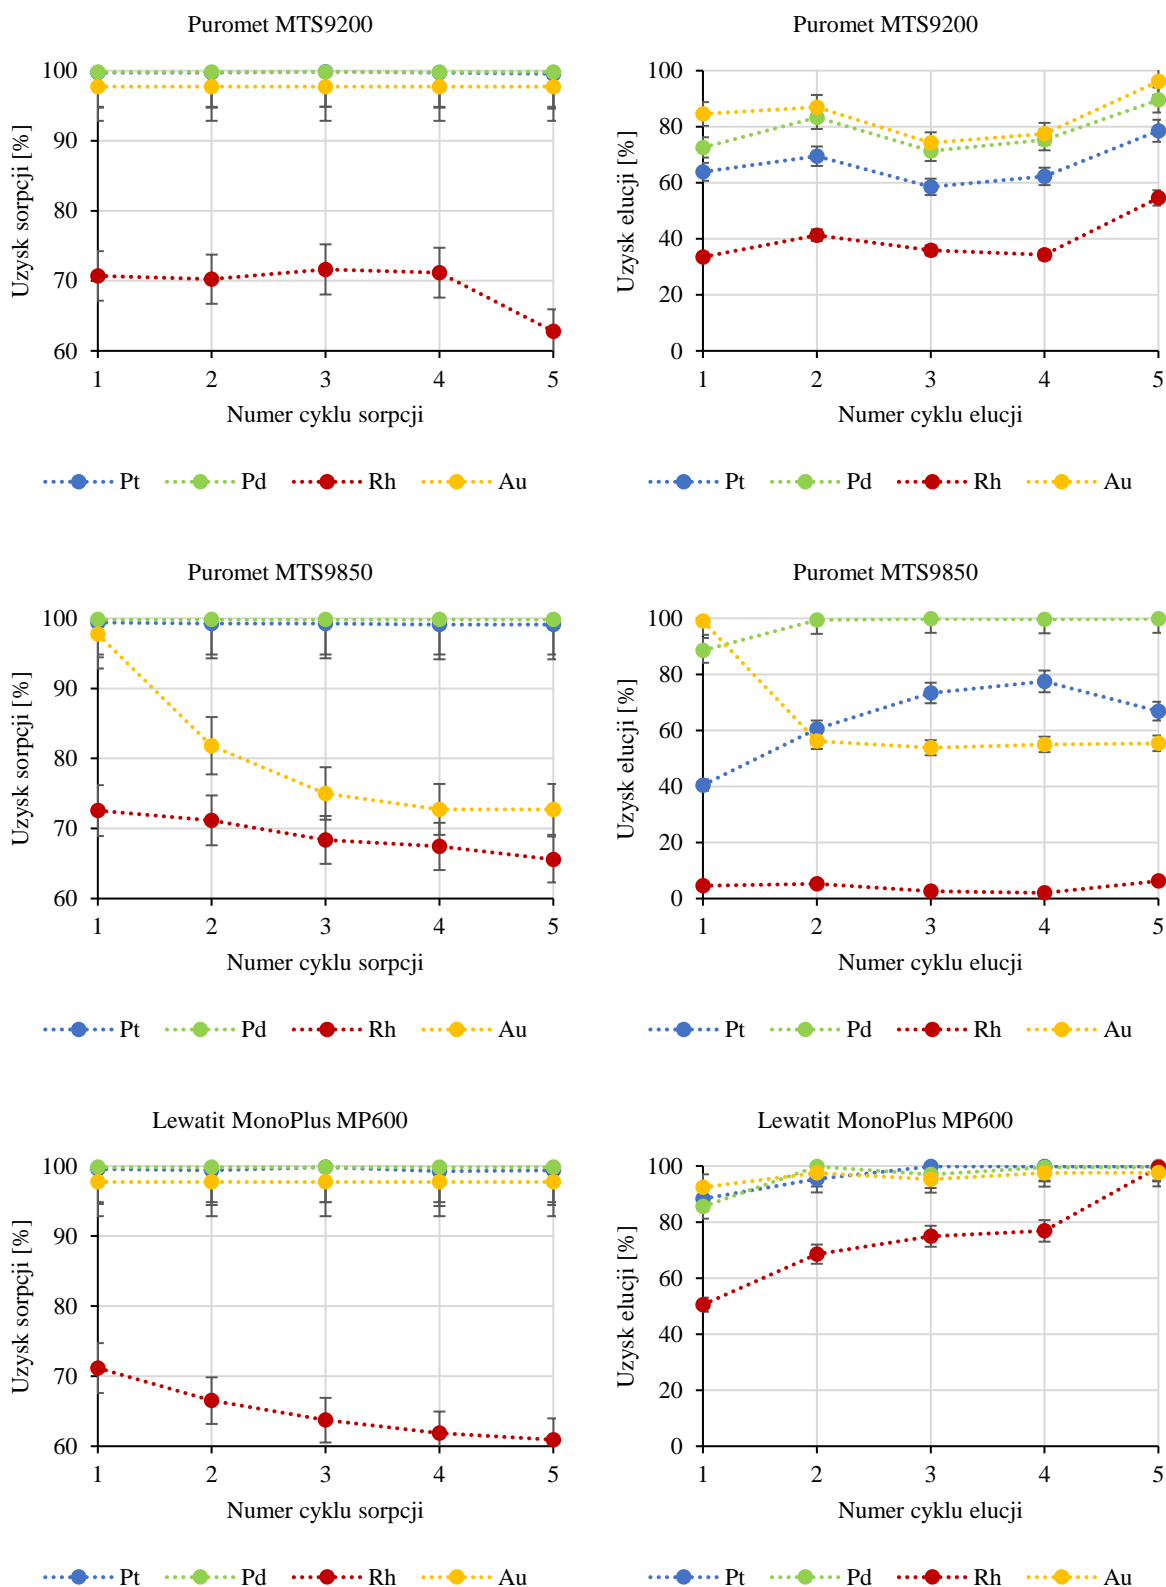 Puromet MTS9200
Uzysk sorpcji [%]
100
90
80
70
60
1 2 3 4 5
Numer cyklu sorpcji
Pt Pd Rh Au
Puromet MTS9200
Uzysk elucji [%]
100
80
60
40
20
0
1 2 3 4 5
Numer cyklu elucji
Pt Pd Rh Au
Puromet MTS9850
Uzysk sorpcji [%]
100
90
80
70
60
1 2 3 4 5
Numer cyklu sorpcji
Pt Pd Rh Au
Puromet MTS9850
Uzysk elucji [%]
100
80
60
40
20
0
1 2 3 4 5
Numer cyklu elucji
Pt Pd Rh Au
Lewatit MonoPlus MP600
Uzysk sorpcji [%]
100
90
80
70
60
1 2 3 4 5
Numer cyklu sorpcji
Pt Pd Rh Au
Lewatit MonoPlus MP600
Uzysk elucji [%]
100
80
60
40
20
0
1 2 3 4 5
Numer cyklu elucji
Pt Pd Rh Au